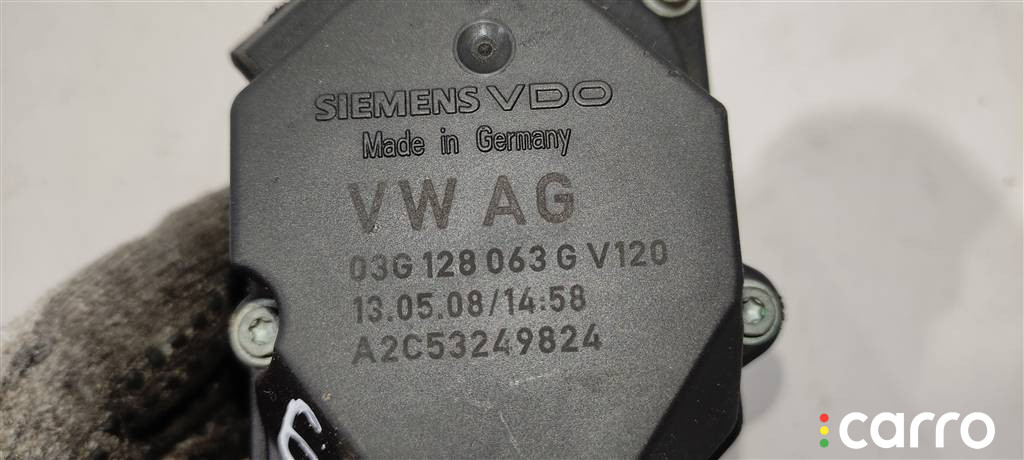 SIEMENS VDO
Made in Germany
VW AG
03G 128 063 G V120
13.05.08/14:58
A2C53249824
carro